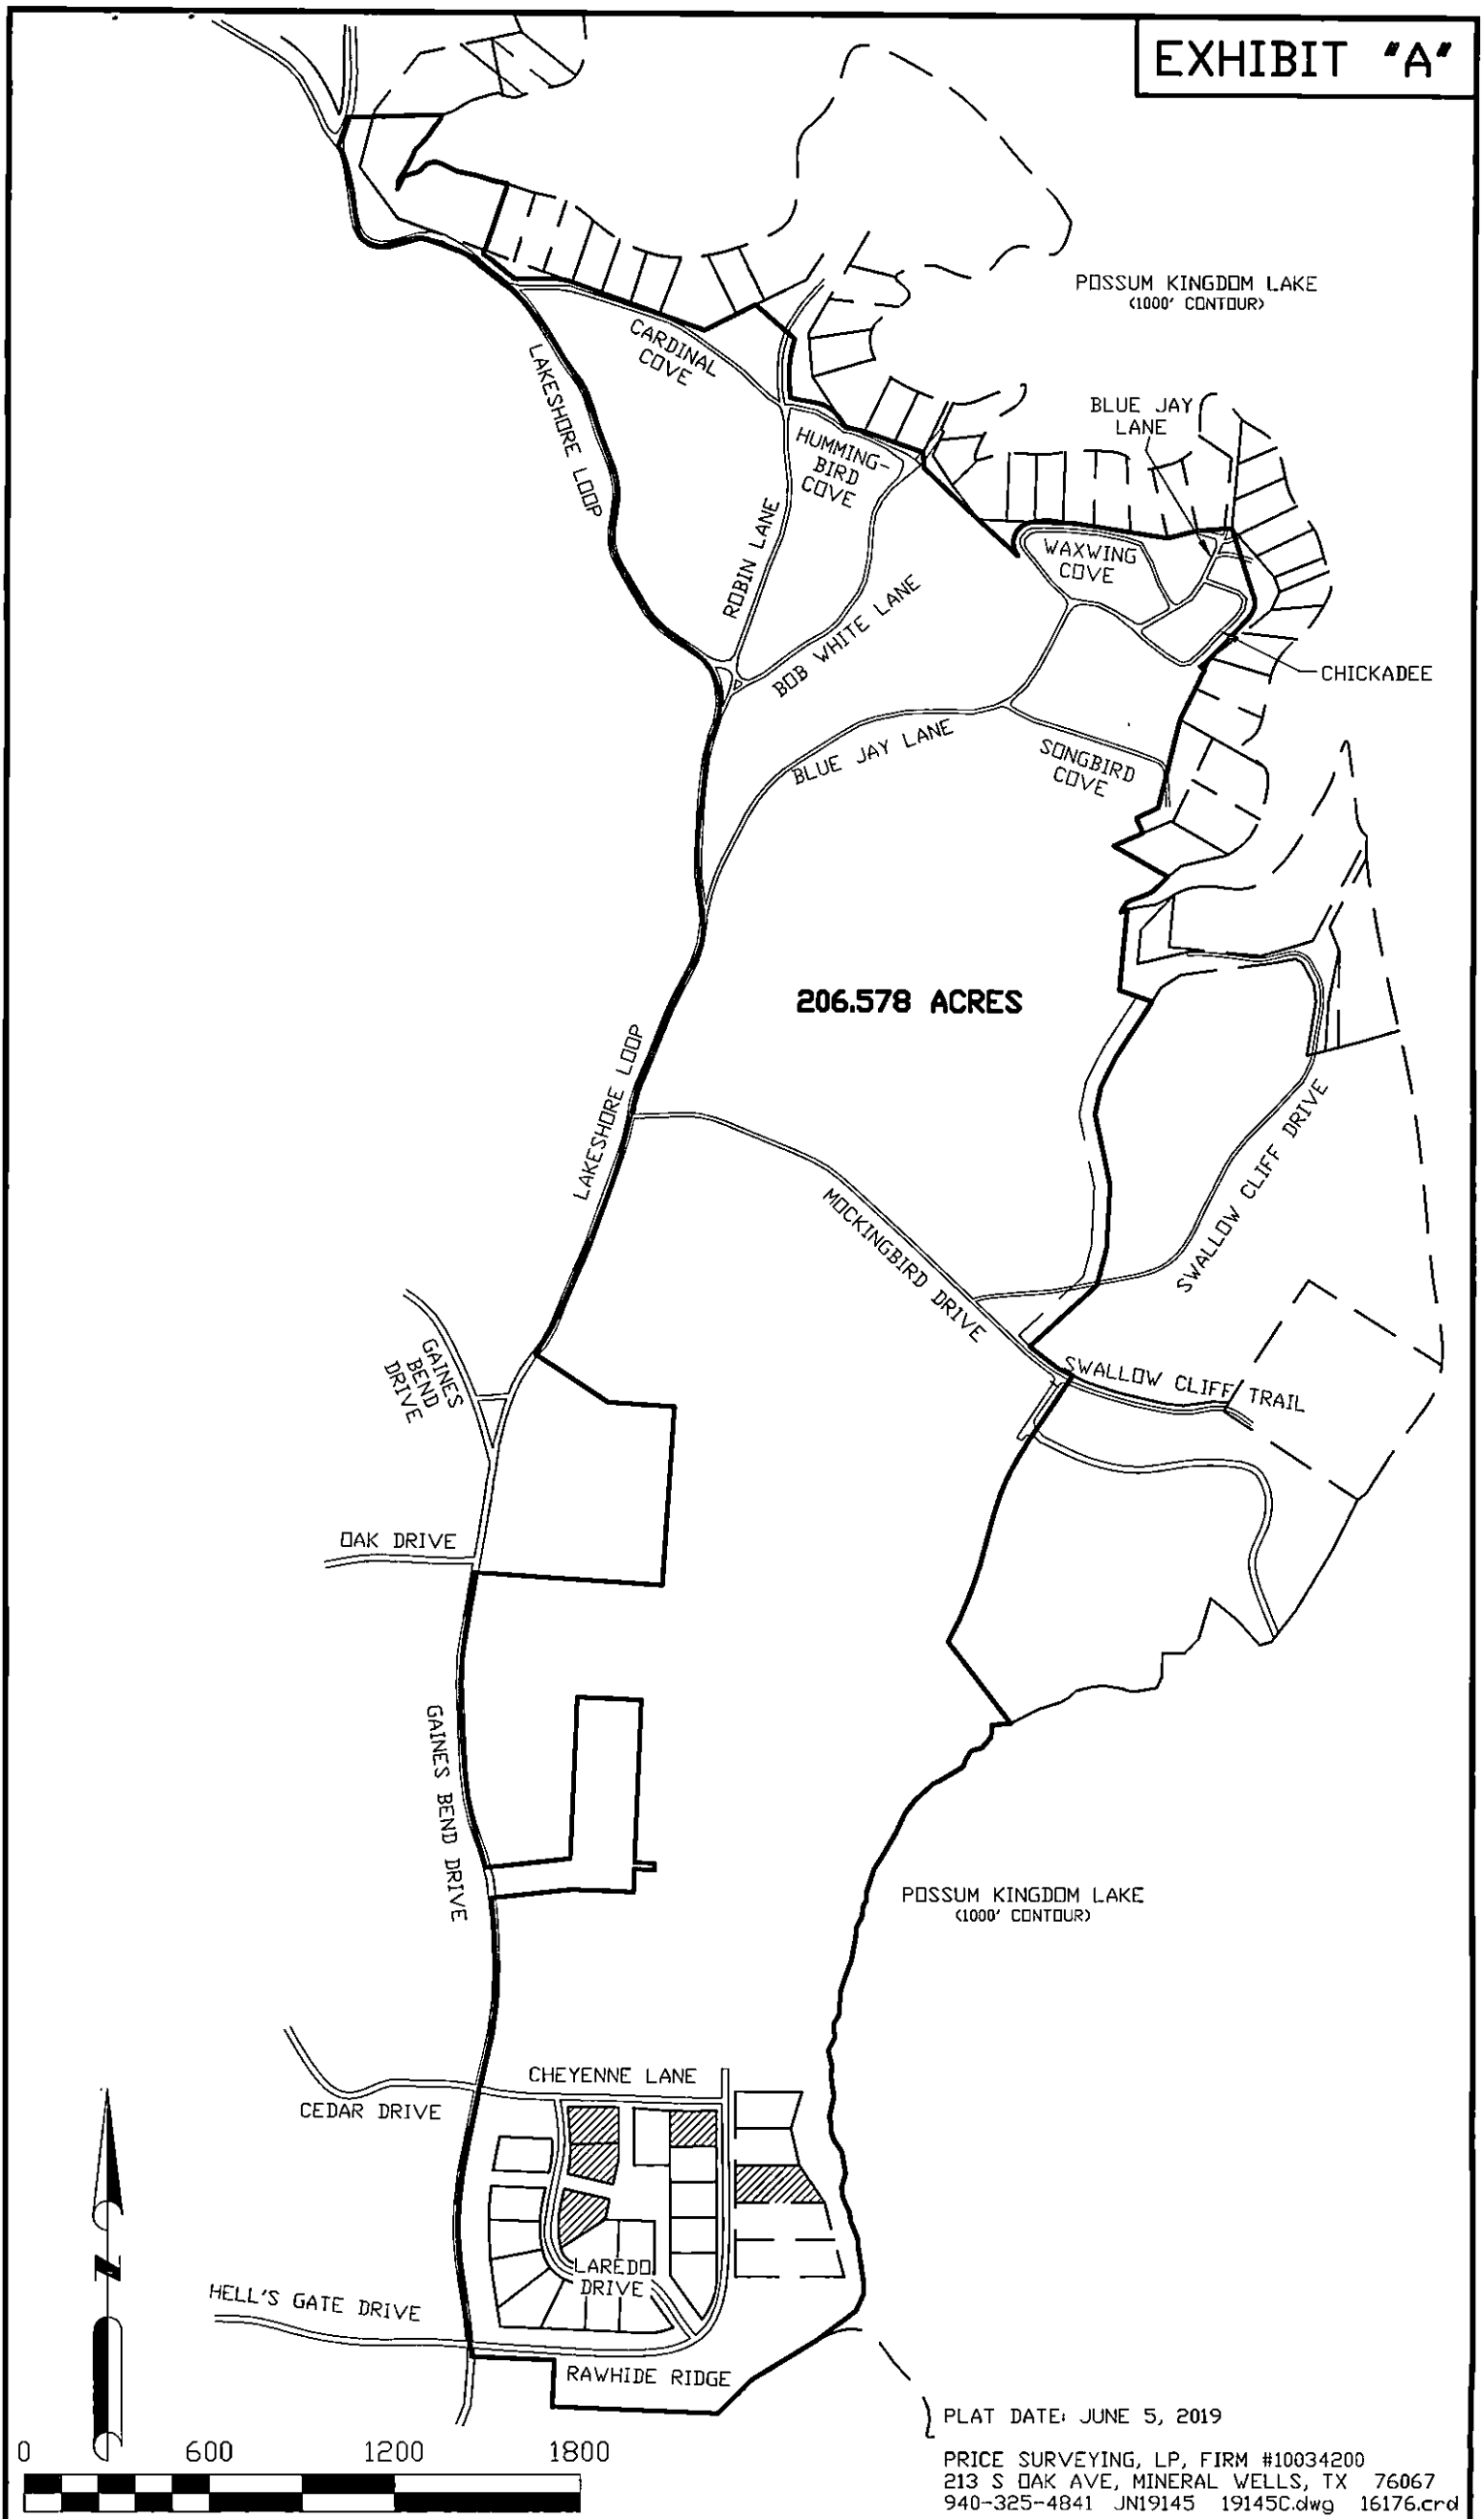 EXHIBIT "A"
POSSUM KINGDOM LAKE
(1000' CONTOUR)
CARDINAL
COVE
LAKESHORE LOOP
BLUE JAY
LANE
HUMMING-
BIRD
COVE
ROBIN LANE
WAXWING
COVE
BOB WHITE LANE
CHICKADEE
BLUE JAY LANE
SONGBIRD
COVE
206.578 ACRES
LAKESHORE LOOP
SWALLOW CLIFF DRIVE
MOCKINGBIRD DRIVE
GAINES
BEND
DRIVE
SWALLOW CLIFF TRAIL
OAK DRIVE
GAINES BEND DRIVE
POSSUM KINGDOM LAKE
(1000' CONTOUR)
CHEYENNE LANE
CEDAR DRIVE
LAREDO
DRIVE
HELL'S GATE DRIVE
RAWHIDE RIDGE
N
PLAT DATE: JUNE 5, 2019
0 600 1200 1800
PRICE SURVEYING, LP, FIRM #10034200
213 S OAK AVE, MINERAL WELLS, TX 76067
940-325-4841 JN19145 19145C.dwg 16176.crd